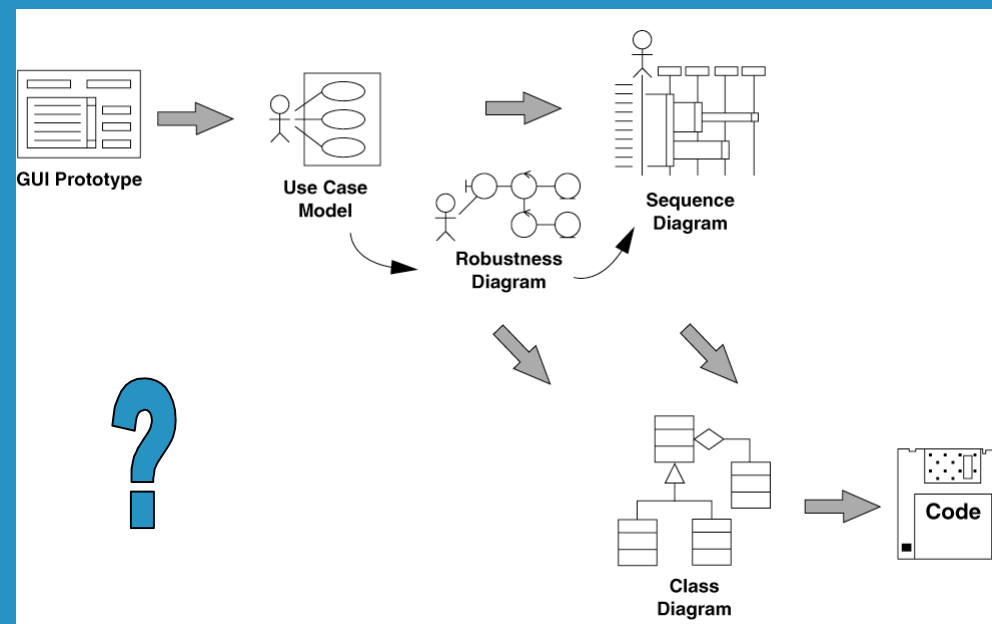 GUI Prototype
Use Case
Model
Robustness
Diagram
Sequence
Diagram
?
Class
Diagram
Code